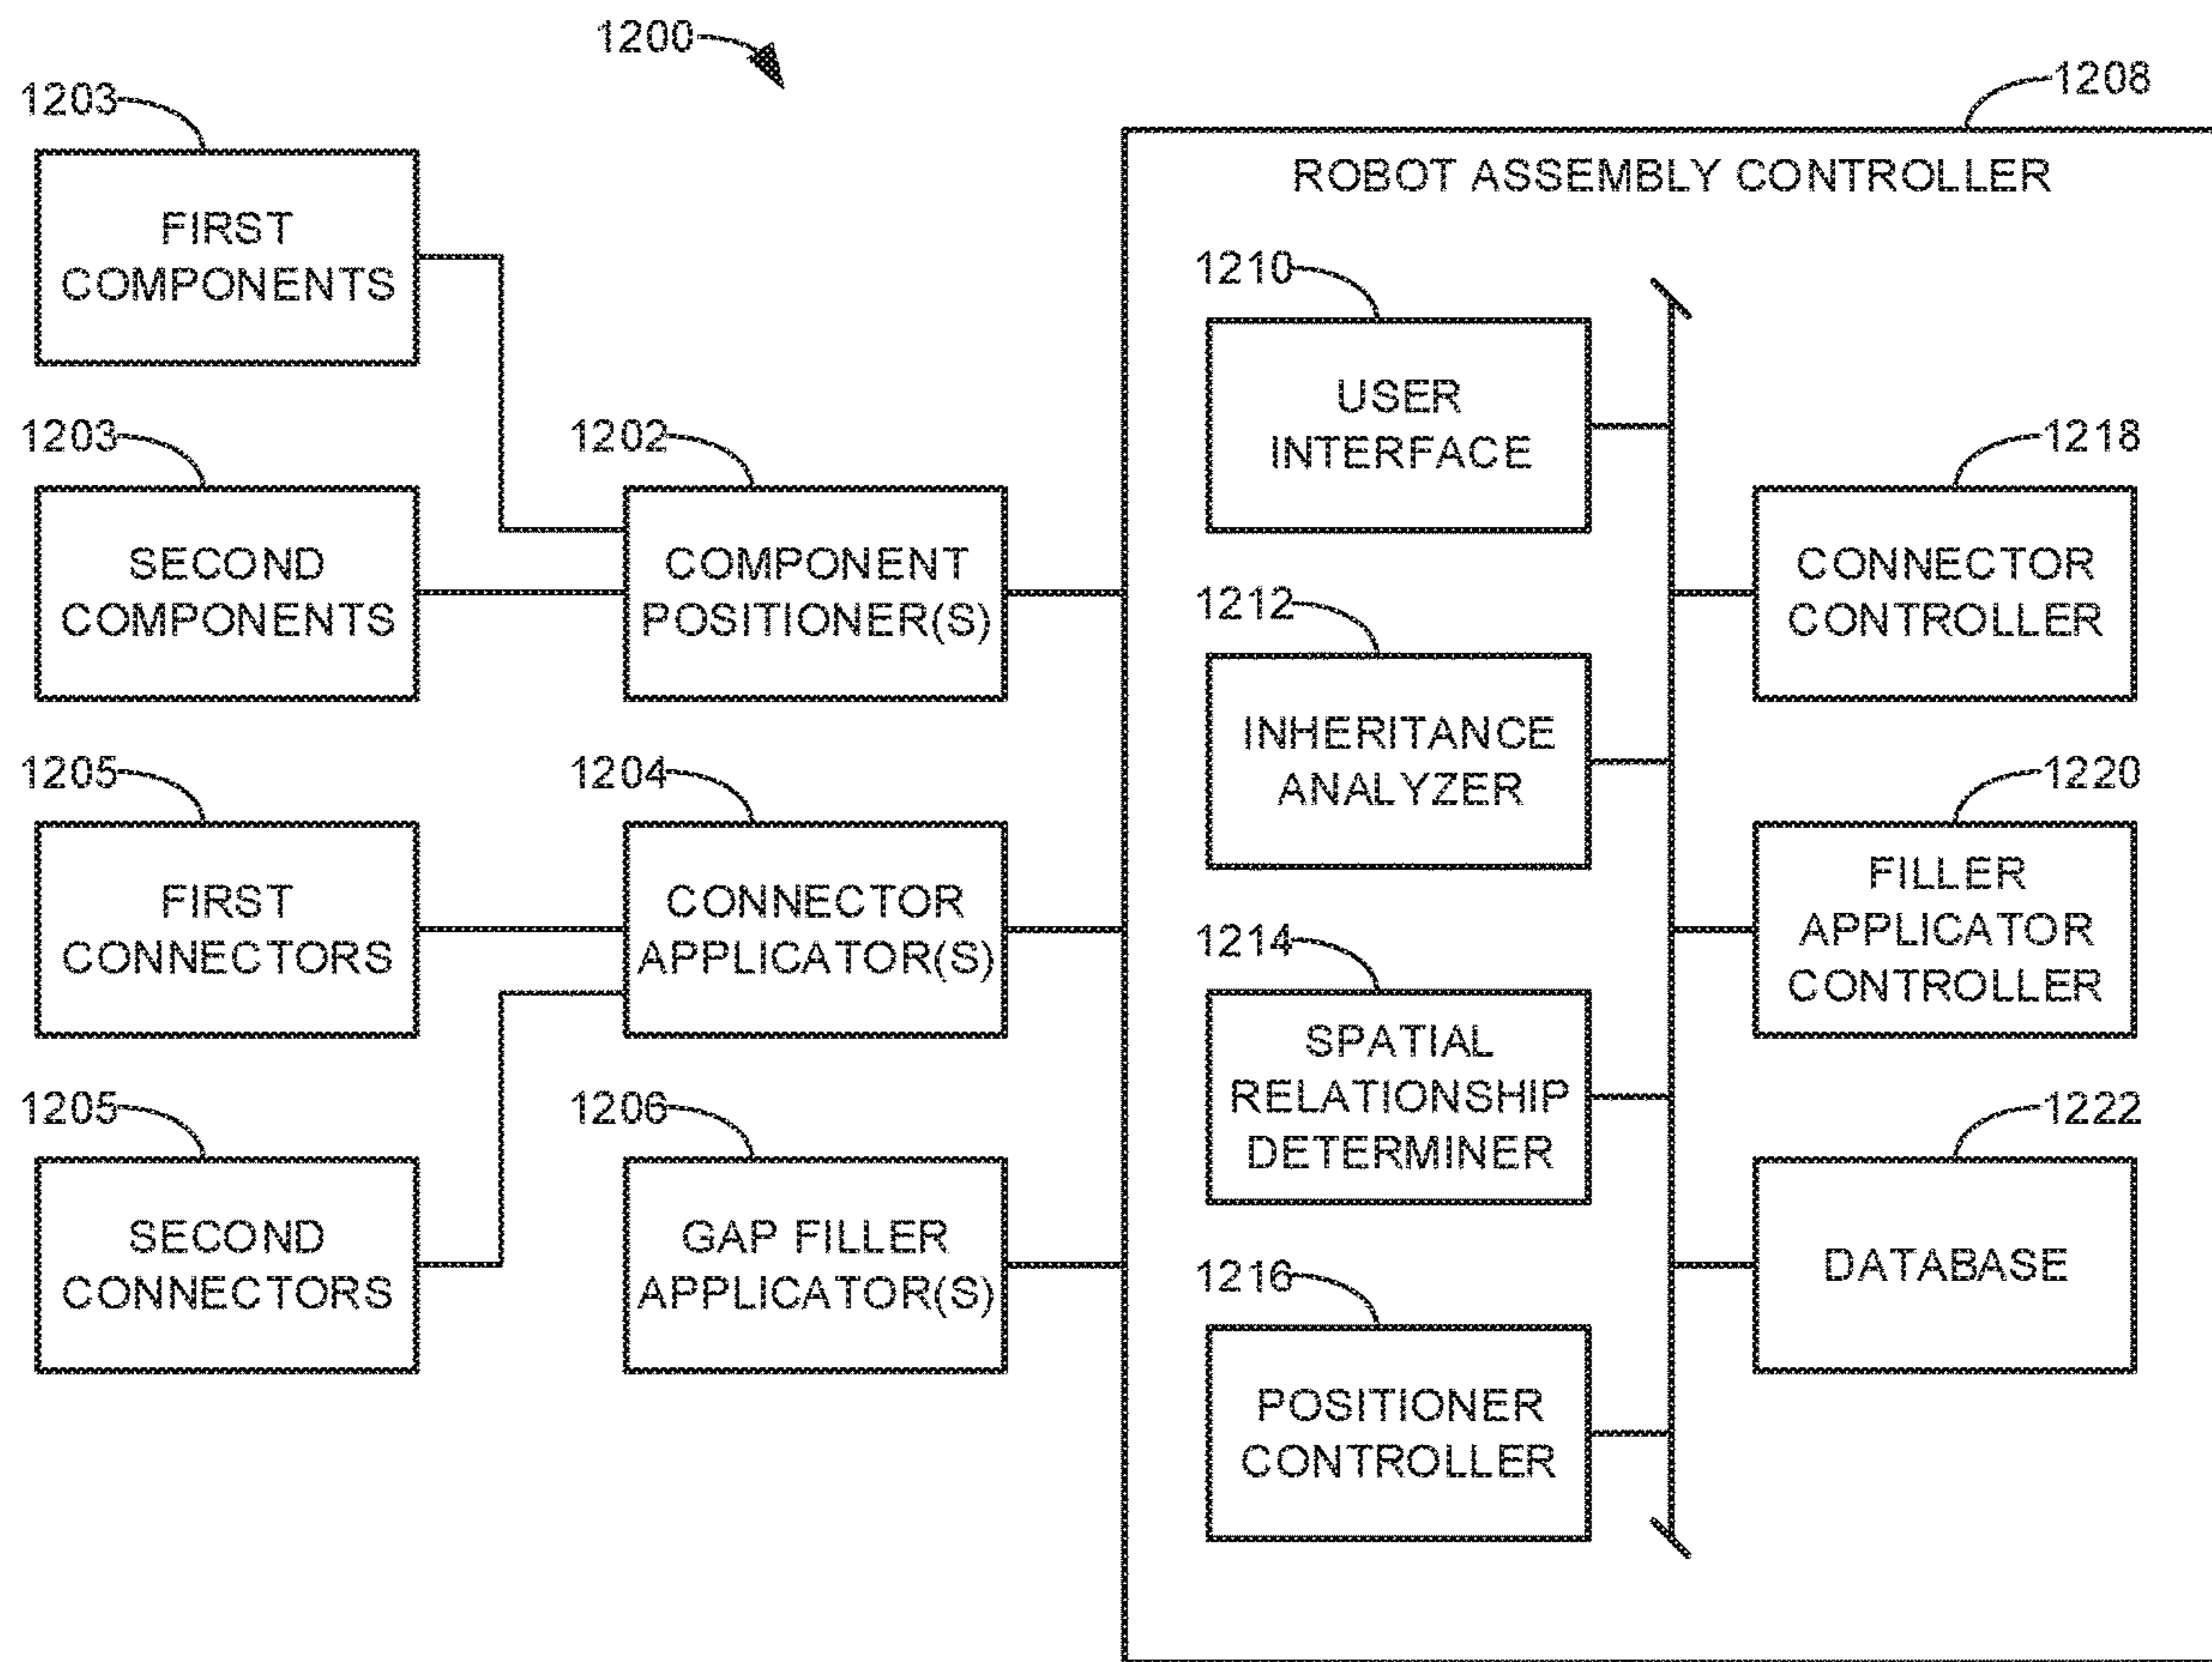 1200
1203
FIRST
COMPONENTS
1203
SECOND
COMPONENTS
1202
COMPONENT
POSITIONER(S)
1205
FIRST
CONNECTORS
1204
CONNECTOR
APPLICATOR(S)
1205
SECOND
CONNECTORS
1206
GAP FILLER
APPLICATOR(S)
1208
ROBOT ASSEMBLY CONTROLLER
1210
USER
INTERFACE
1212
INHERITANCE
ANALYZER
1214
SPATIAL
RELATIONSHIP
DETERMINER
1216
POSITIONER
CONTROLLER
1218
CONNECTOR
CONTROLLER
1220
FILLER
APPLICATOR
CONTROLLER
1222
DATABASE